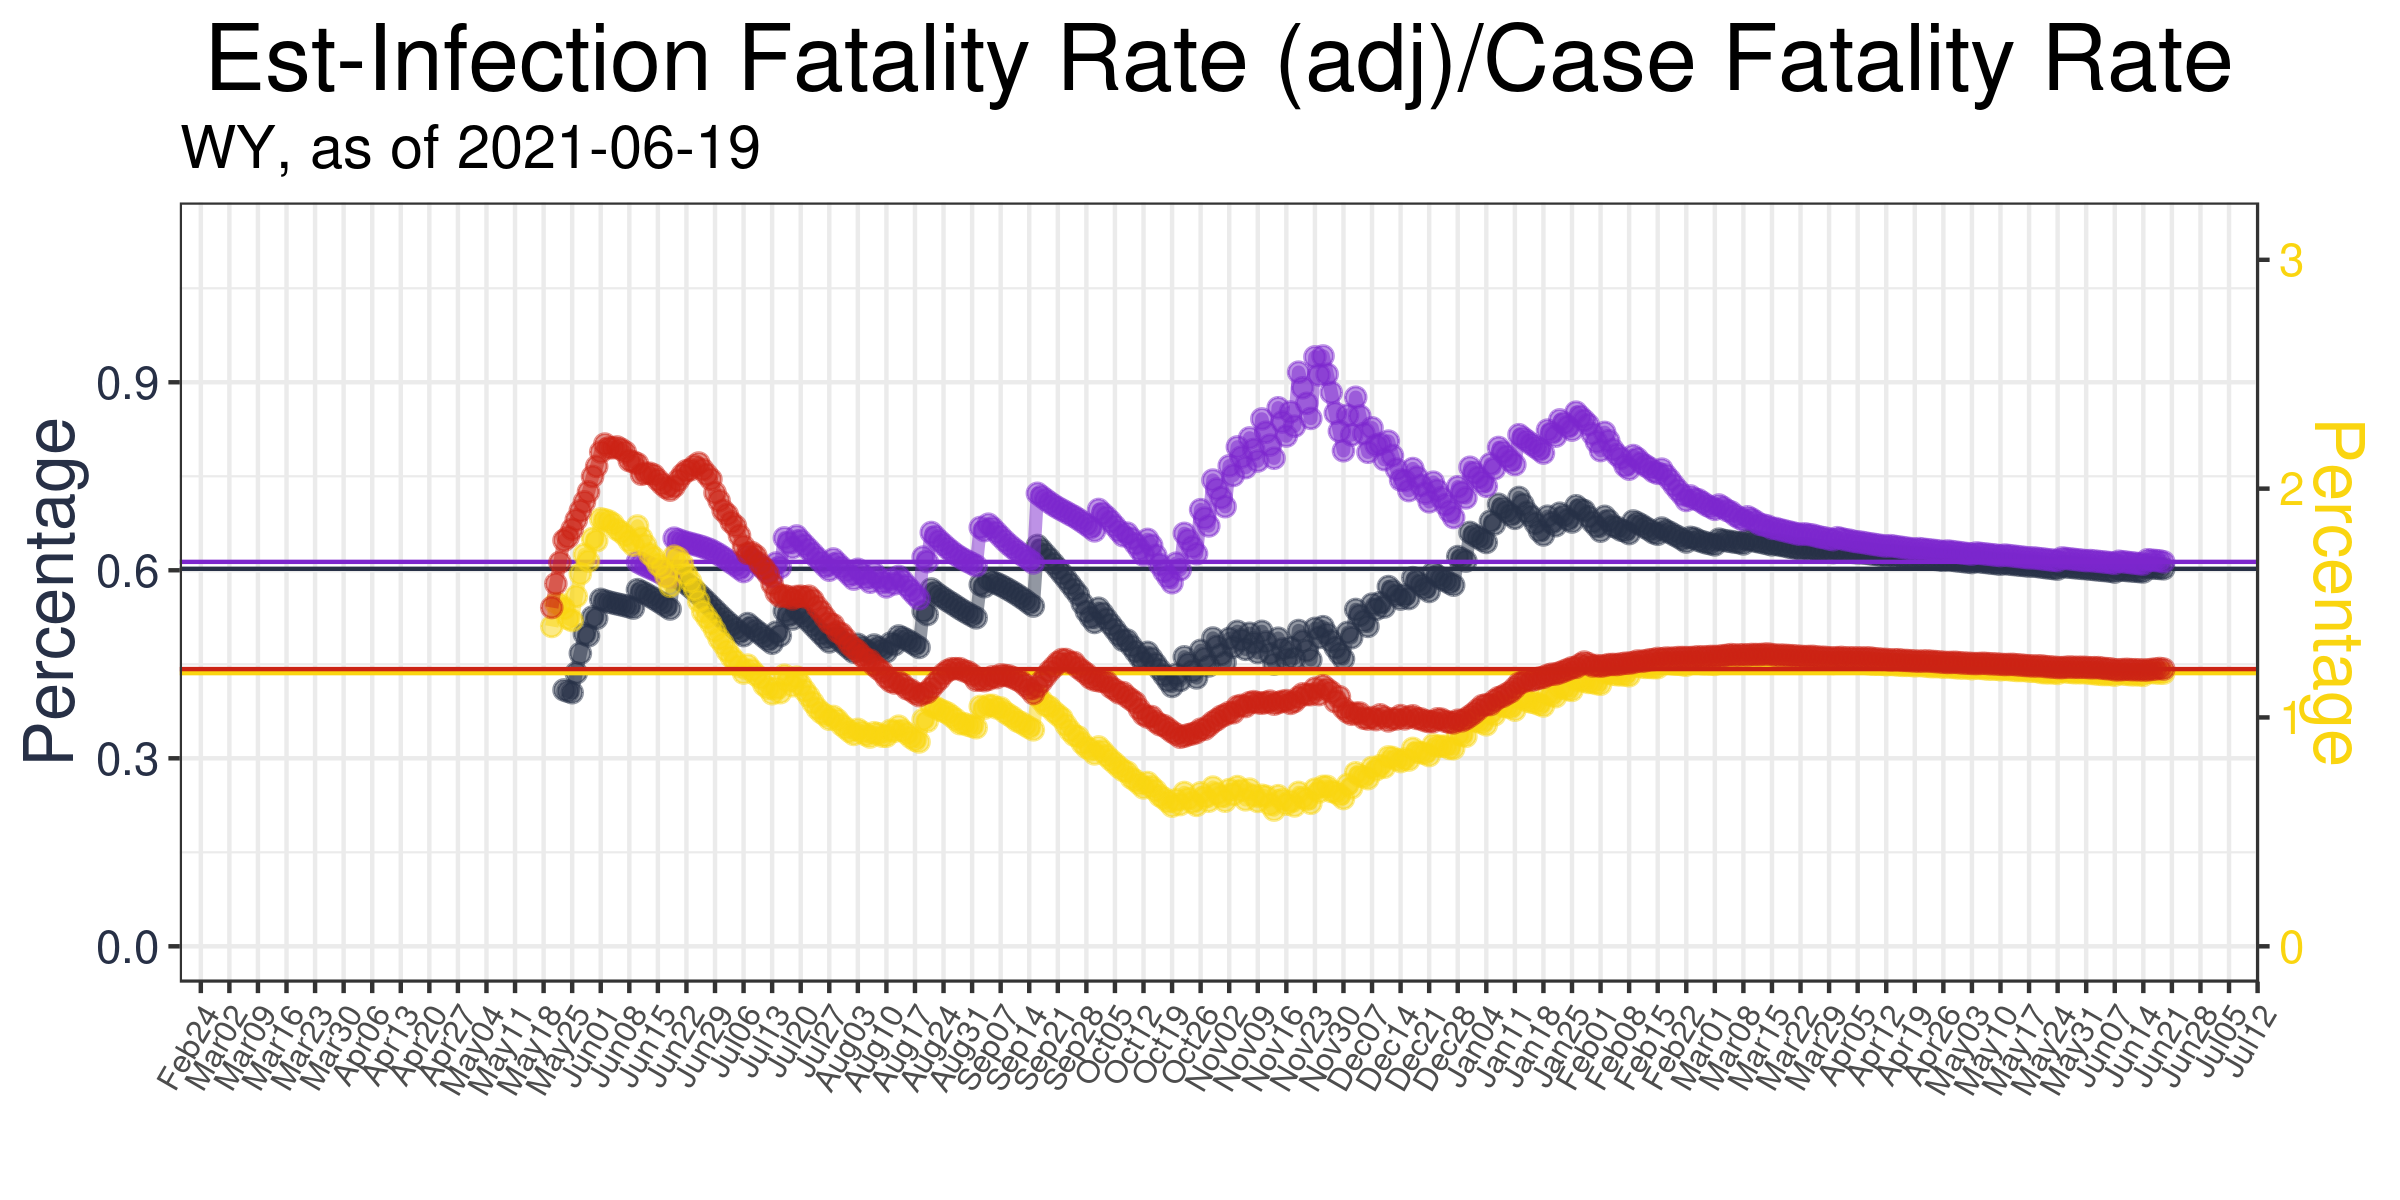 Est-Infection Fatality Rate (adj)/Case Fatality Rate
WY, as of 2021-06-19
Percentage
0.9
0.6
0.3
0.0
3
2
1
0
Percentage
Feb24
Mar02
Mar09
Mar16
Mar23
Mar30
Apr06
Apr13
Apr20
Apr27
May04
May11
May18
May25
Jun01
Jun08
Jun15
Jun22
Jun29
Jul06
Jul13
Jul20
Jul27
Aug03
Aug10
Aug17
Aug24
Aug31
Sep07
Sep14
Sep21
Sep28
Oct05
Oct12
Oct19
Oct26
Nov02
Nov09
Nov16
Nov23
Nov30
Dec07
Dec14
Dec21
Dec28
Jan04
Jan11
Jan18
Jan25
Feb01
Feb08
Feb15
Feb22
Mar01
Mar08
Mar15
Mar22
Mar29
Apr05
Apr12
Apr19
Apr26
May03
May10
May17
May24
May31
Jun07
Jun14
Jun21
Jun28
Jul05
Jul12